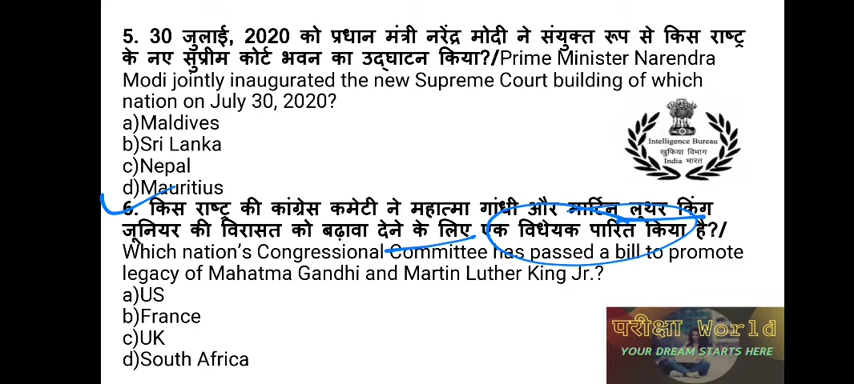 5. 30 जुलाई, 2020 को प्रधान मंत्री नरेंद्र मोदी ने संयुक्त रूप से किस राष्ट्र
के नए सुप्रीम कोर्ट भवन का उद्घाटन किया?/Prime Minister Narendra
Modi jointly inaugurated the new Supreme Court building of which
nation on July 30, 2020?
a)Maldives
b)Sri Lanka
c)Nepal
d)Mauritius
Intelligence Bureau
खुफिया विभाग
India भारत
6. किस राष्ट्र की कांग्रेस कमेटी ने महात्मा गांधी और मार्टिन लूथर किंग
जूनियर की विरासत को बढ़ावा देने के लिए एक विधेयक पारित किया है?/
Which nation's Congressional Committee has passed a bill to promote
legacy of Mahatma Gandhi and Martin Luther King Jr.?
a)US
b)France
c)UK
d)South Africa
परीक्षा World
YOUR DREAM STARTS HERE